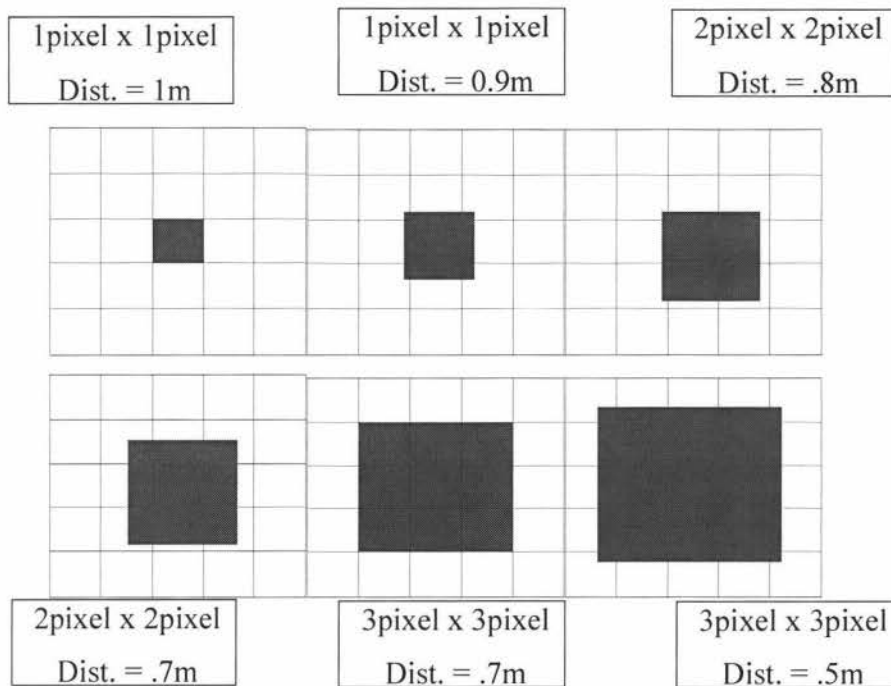 1pixel x 1pixel
Dist. = 1m
1pixel x 1pixel
Dist. = 0.9m
2pixel x 2pixel
Dist. = .8m
2pixel x 2pixel
Dist. = .7m
3pixel x 3pixel
Dist. = .7m
3pixel x 3pixel
Dist. = .5m